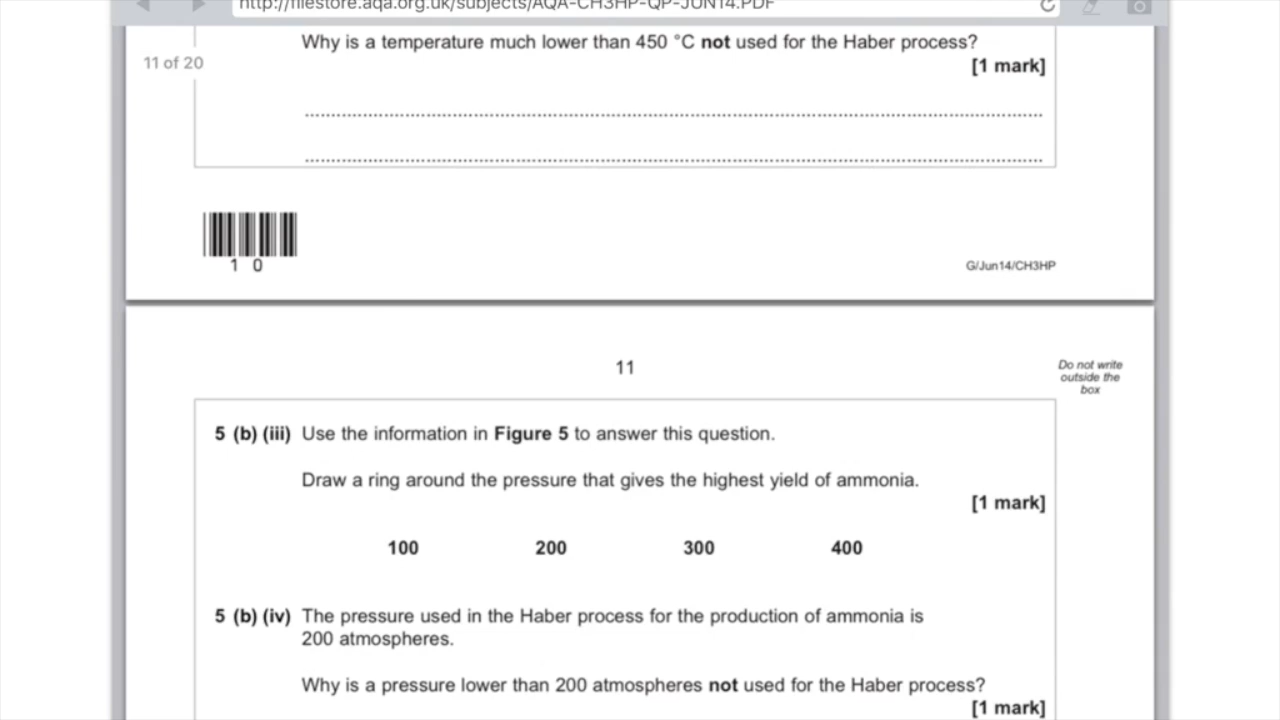 http://filestore.aqa.org.uk/subjects/AQA-CH3HP-QP-JUN14.PDF
Why is a temperature much lower than 450 °C not used for the Haber process?
11 of 20
[1 mark]
1 0
G/Jun14/CH3HP
11
Do not write
outside the
box
5 (b) (iii) Use the information in Figure 5 to answer this question.
Draw a ring around the pressure that gives the highest yield of ammonia.
[1 mark]
100 200 300 400
5 (b) (iv) The pressure used in the Haber process for the production of ammonia is
200 atmospheres.
Why is a pressure lower than 200 atmospheres not used for the Haber process?
[1 mark]